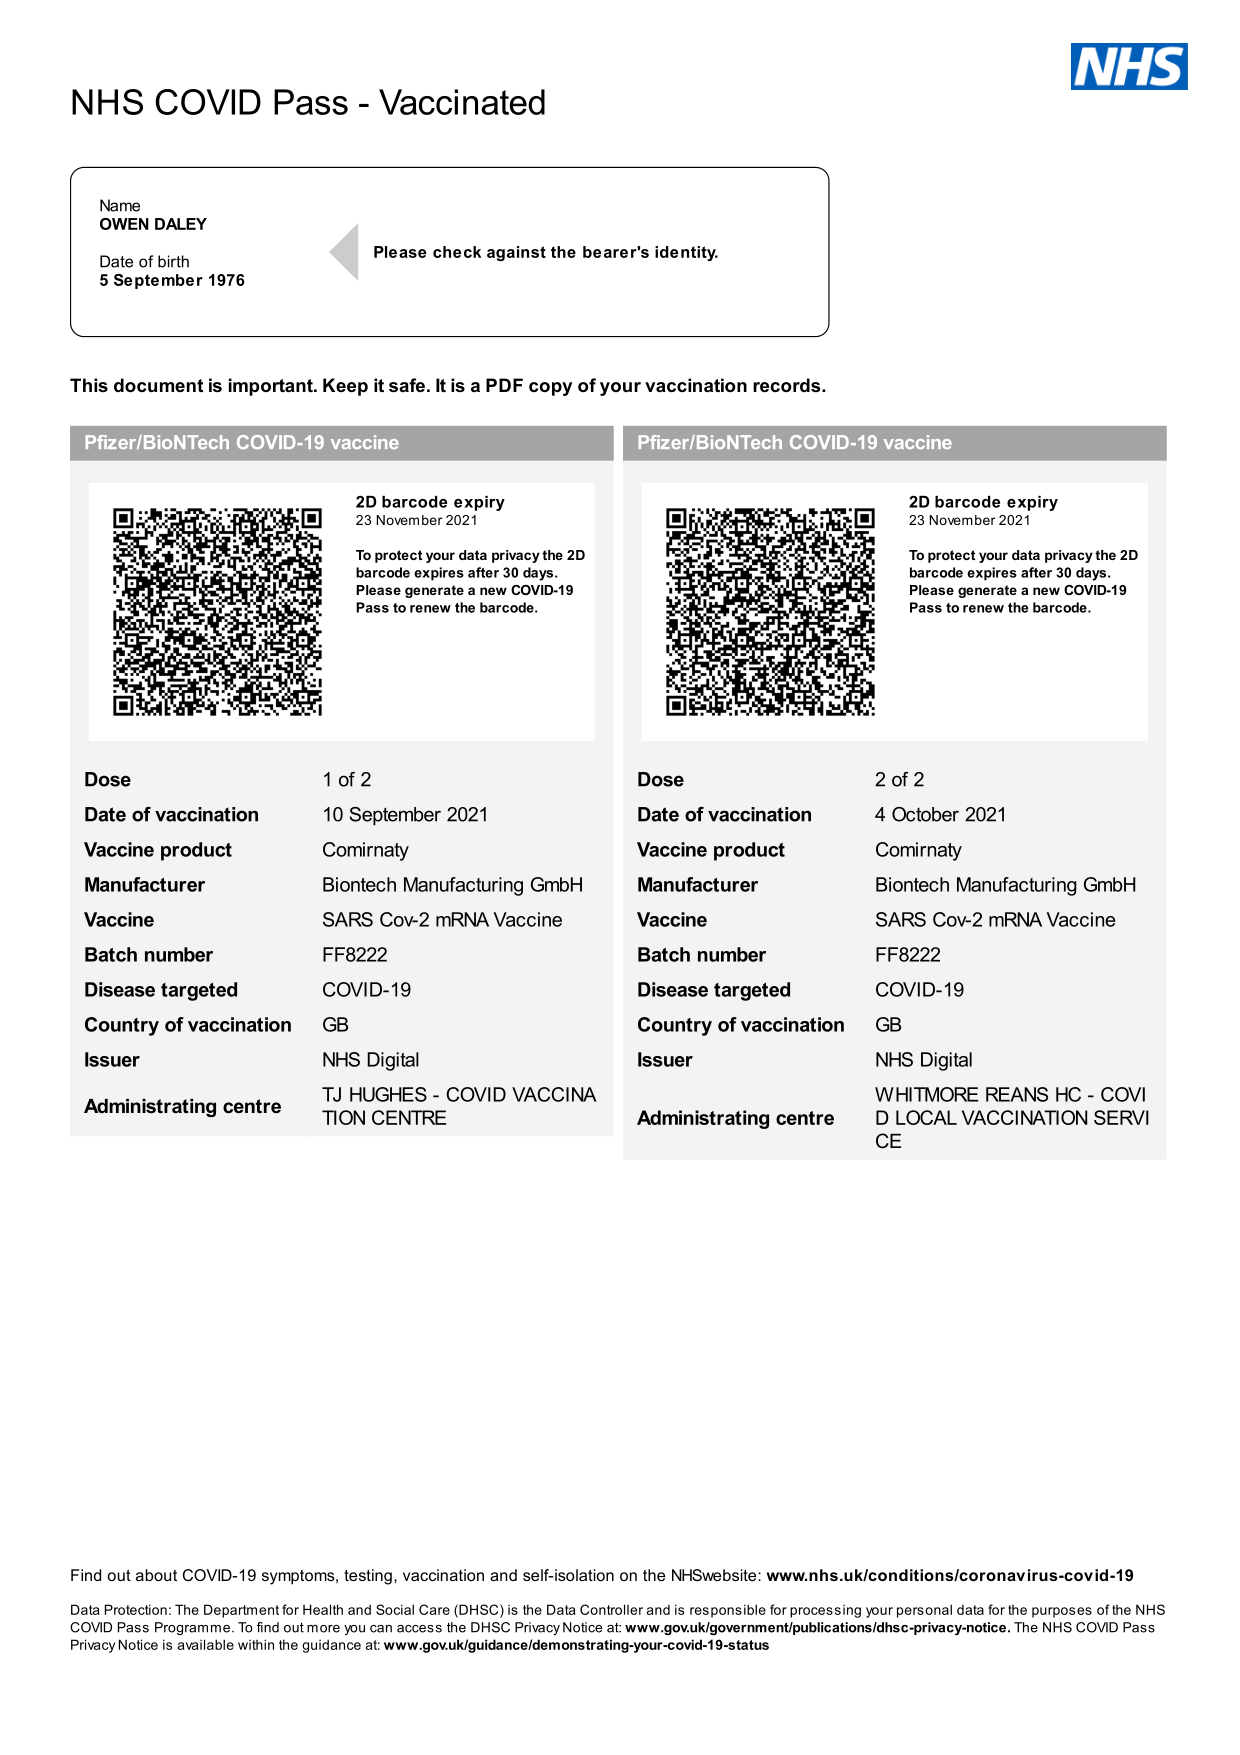 NHS
NHS COVID Pass - Vaccinated
Name
OWEN DALEY
Date of birth
5 September 1976
Please check against the bearer's identity.
This document is important. Keep it safe. It is a PDF copy of your vaccination records.
Pfizer/BioNTech COVID-19 vaccine
2D barcode expiry
23 November 2021
To protect your data privacy the 2D
barcode expires after 30 days.
Please generate a new COVID-19
Pass to renew the barcode.
Dose 1 of 2
Date of vaccination 10 September 2021
Vaccine product Comirnaty
Manufacturer Biontech Manufacturing GmbH
Vaccine SARS Cov-2 mRNA Vaccine
Batch number FF8222
Disease targeted COVID-19
Country of vaccination GB
Issuer NHS Digital
Administrating centre TJ HUGHES - COVID VACCINA
TION CENTRE
Pfizer/BioNTech COVID-19 vaccine
2D barcode expiry
23 November 2021
To protect your data privacy the 2D
barcode expires after 30 days.
Please generate a new COVID-19
Pass to renew the barcode.
Dose 2 of 2
Date of vaccination 4 October 2021
Vaccine product Comirnaty
Manufacturer Biontech Manufacturing GmbH
Vaccine SARS Cov-2 mRNA Vaccine
Batch number FF8222
Disease targeted COVID-19
Country of vaccination GB
Issuer NHS Digital
Administrating centre WHITMORE REANS HC - COVI
D LOCAL VACCINATION SERVI
CE
Find out about COVID-19 symptoms, testing, vaccination and self-isolation on the NHSwebsite: www.nhs.uk/conditions/coronavirus-covid-19
Data Protection: The Department for Health and Social Care (DHSC) is the Data Controller and is responsible for processing your personal data for the purposes of the NHS
COVID Pass Programme. To find out more you can access the DHSC Privacy Notice at: www.gov.uk/government/publications/dhsc-privacy-notice. The NHS COVID Pass
Privacy Notice is available within the guidance at: www.gov.uk/guidance/demonstrating-your-covid-19-status